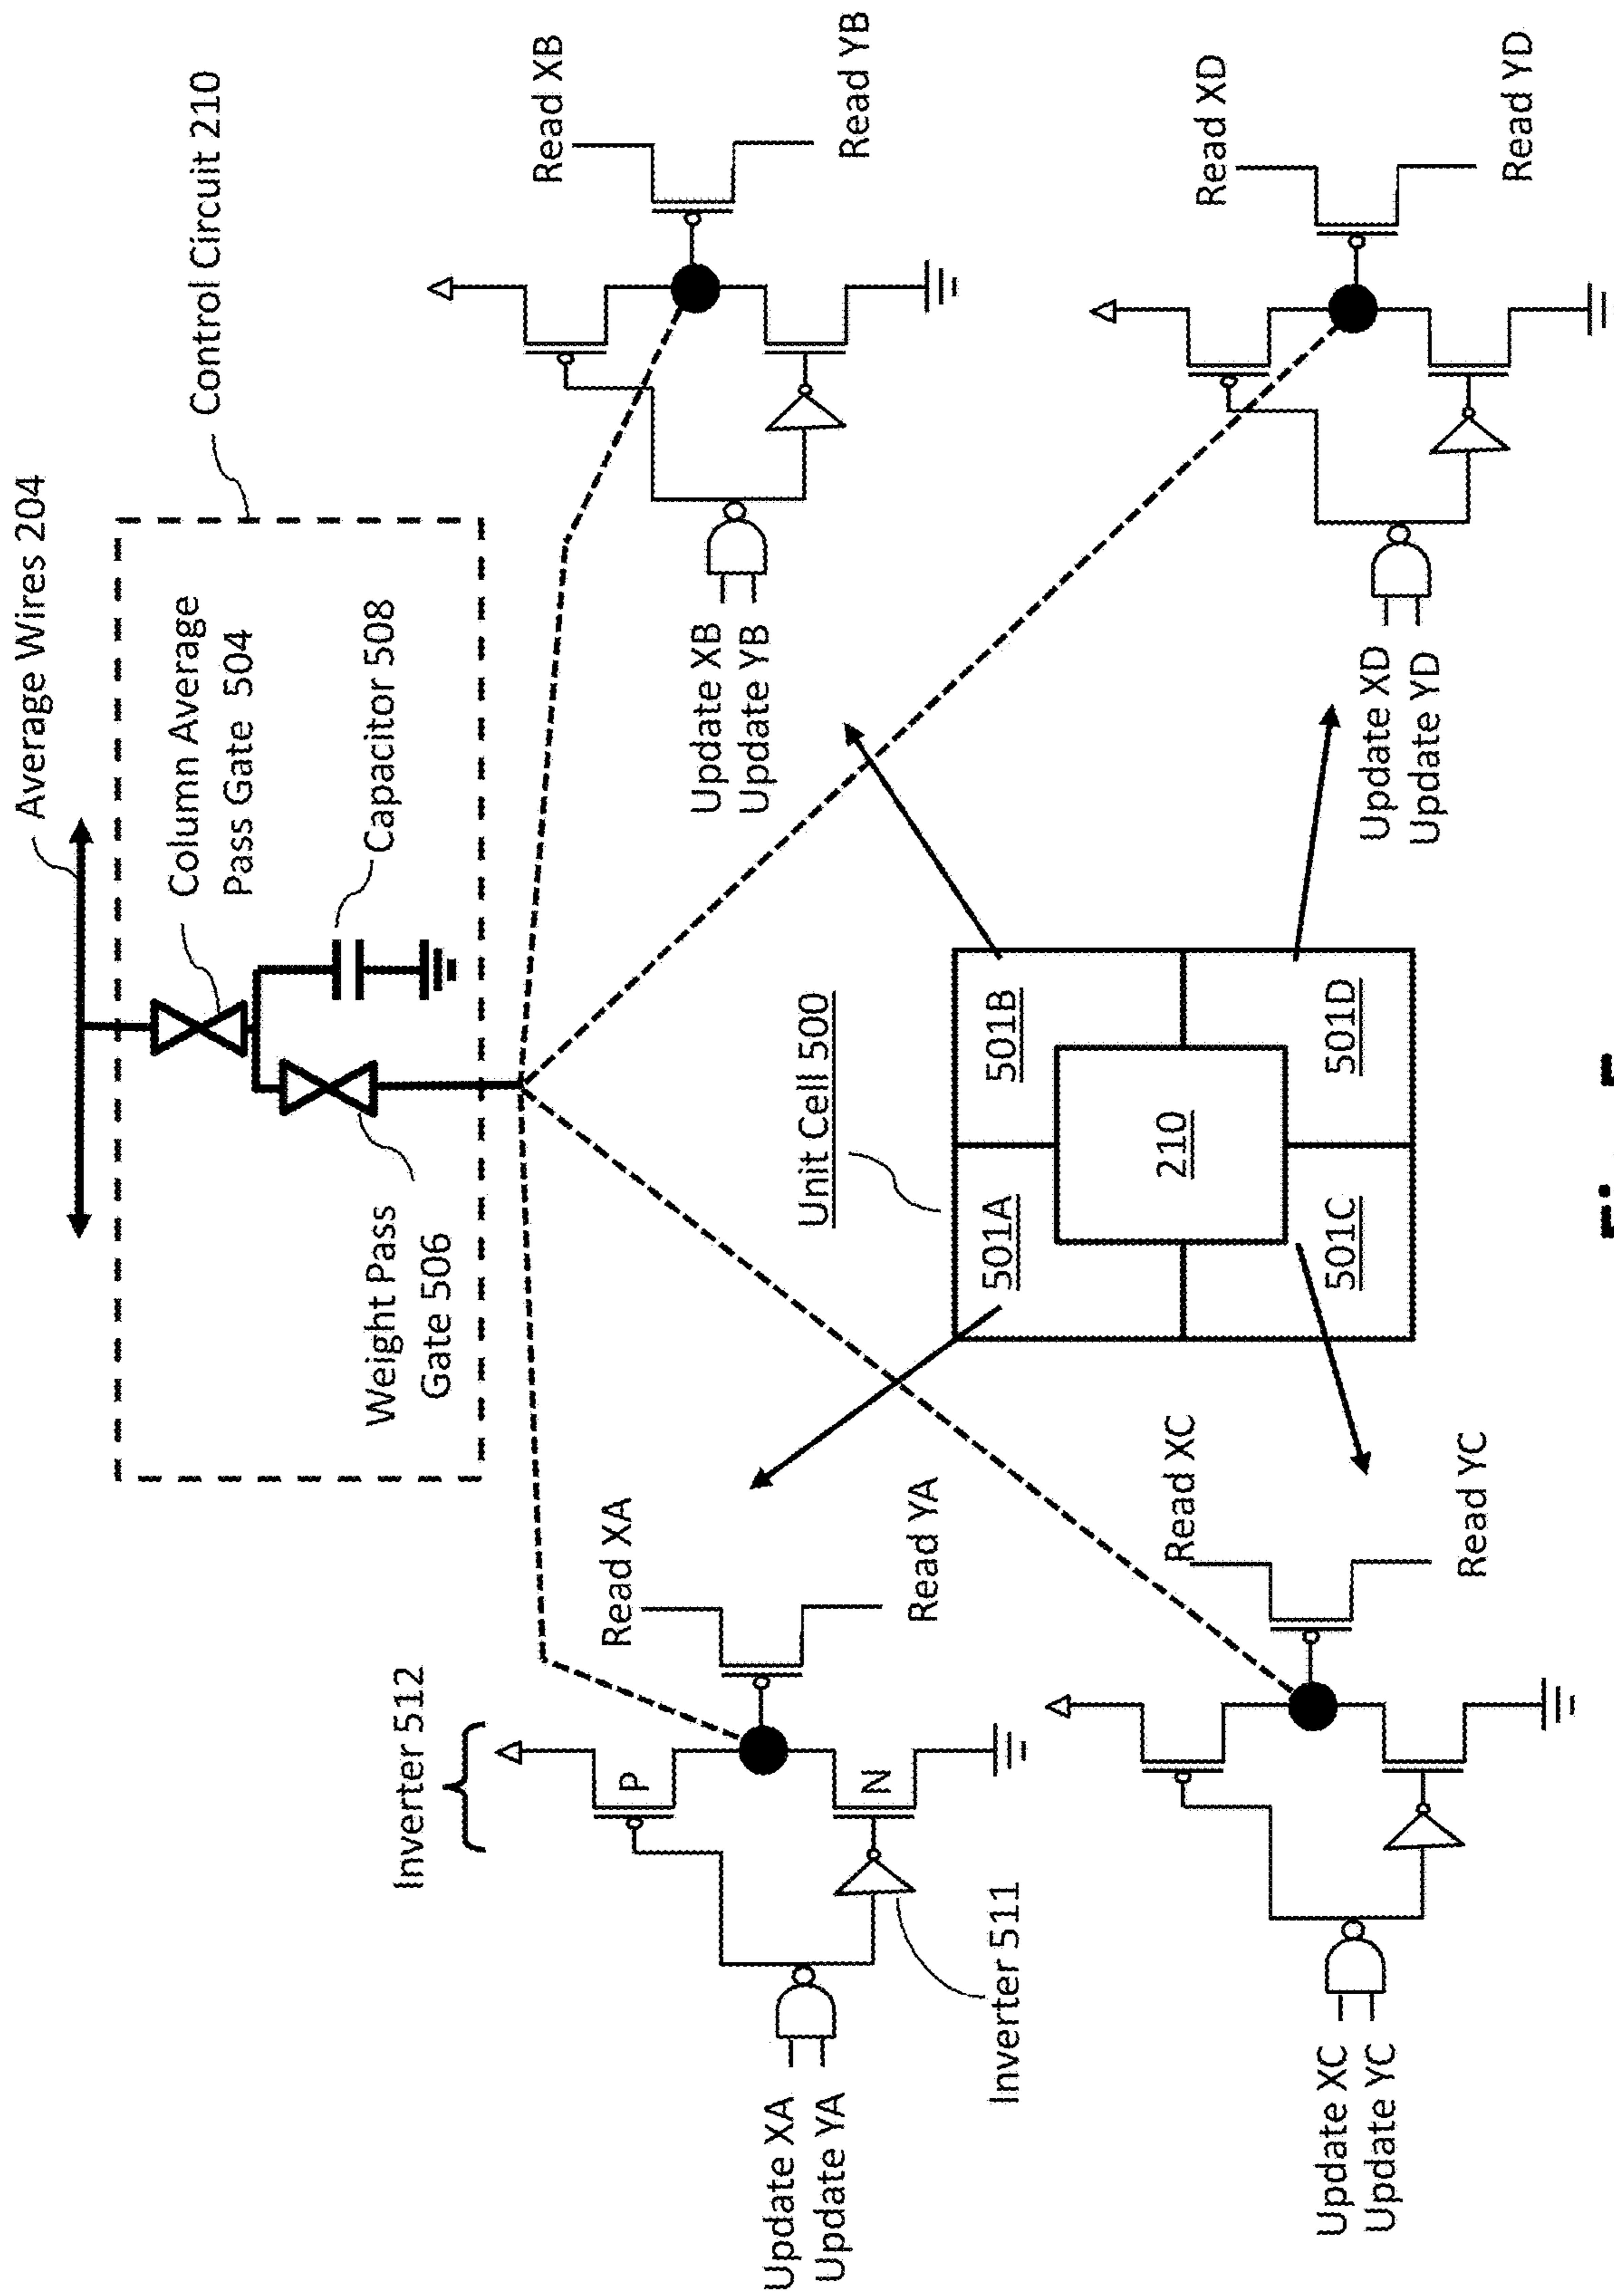 Average Wires 204
Control Circuit 210
Column Average
Pass Gate 504
Capacitor 508
Weight Pass
Gate 506
Inverter 512
Read XA
P
N
Read YA
Update XA
Update YA
Inverter 511
Read XB
Read YB
Update XB
Update YB
Unit Cell 500
501A
501B
210
501C
501D
Read XC
Read YC
Update XC
Update YC
Read XD
Read YD
Update XD
Update YD